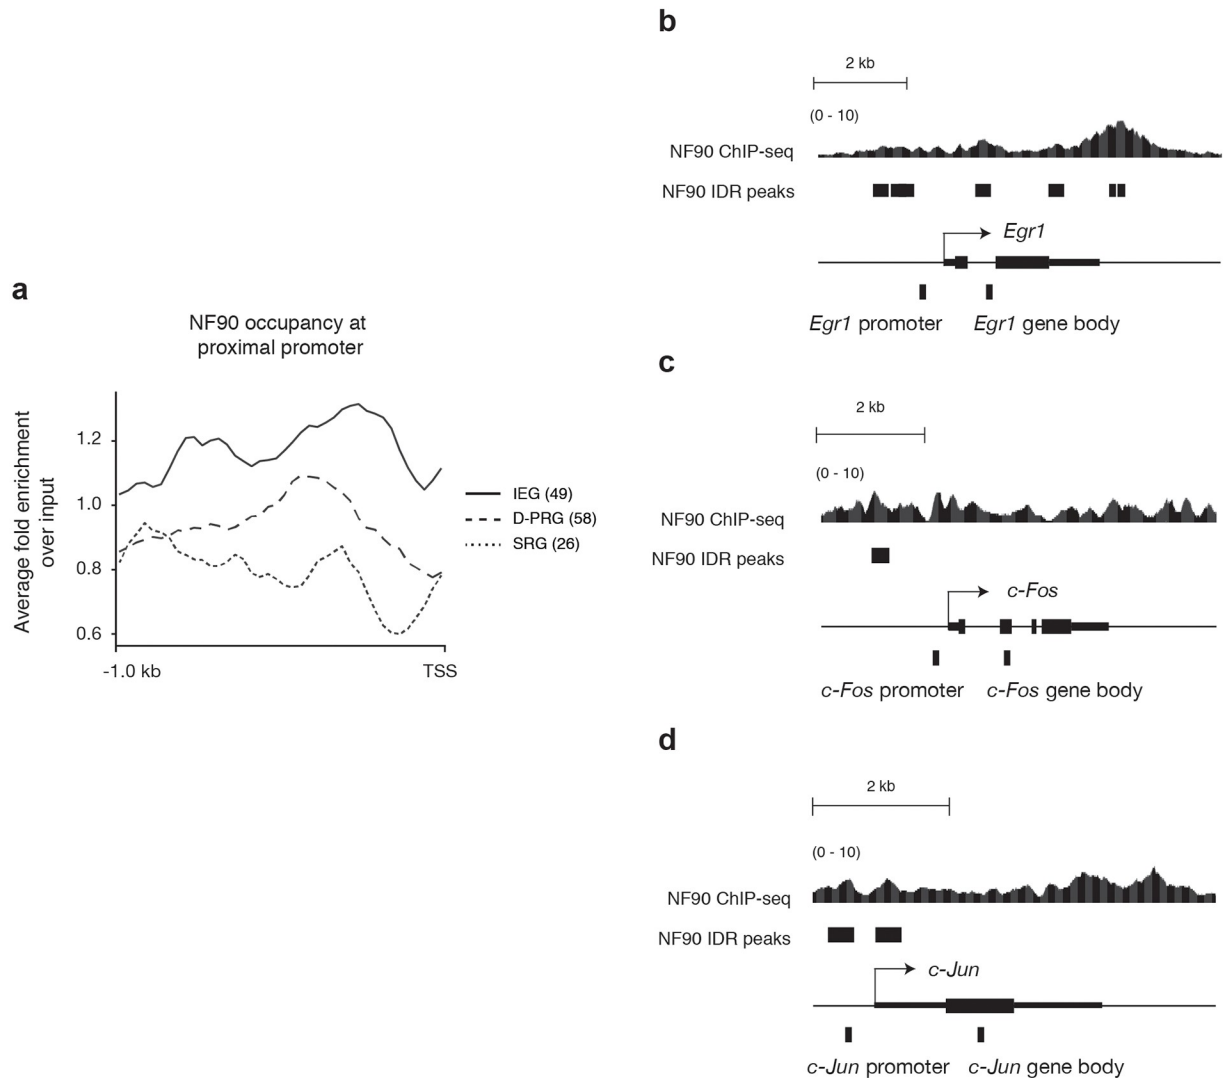 a
NF90 occupancy at
proximal promoter
Average fold enrichment
over input
1.2
1.0
0.8
0.6
-1.0 kb
TSS
IEG (49)
D-PRG (58)
SRG (26)
b
2 kb
(0 - 10)
NF90 ChIP-seq
NF90 IDR peaks
Egr1
Egr1 promoter
Egr1 gene body
c
2 kb
(0 - 10)
NF90 ChIP-seq
NF90 IDR peaks
c-Fos
c-Fos promoter
c-Fos gene body
d
2 kb
(0 - 10)
NF90 ChIP-seq
NF90 IDR peaks
c-Jun
c-Jun promoter
c-Jun gene body